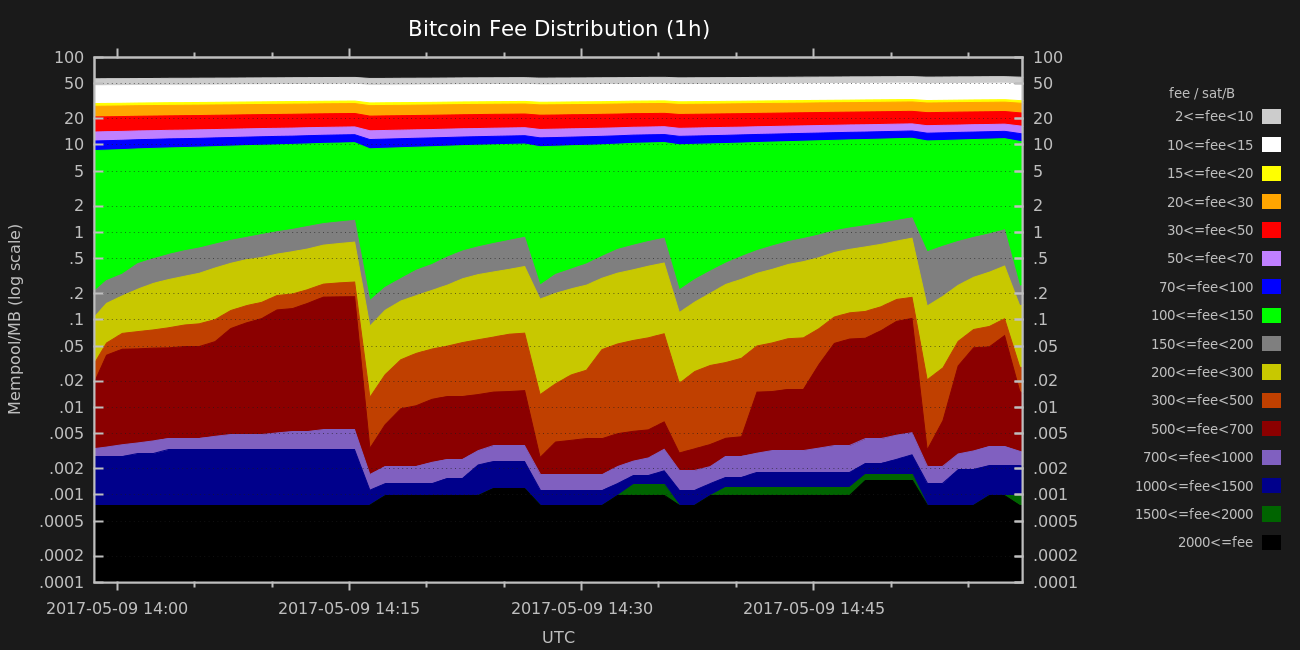 Bitcoin Fee Distribution (1h)
Mempool/MB (log scale)
100
50
20
10
5
2
1
.5
.2
.1
.05
.02
.01
.005
.002
.001
.0005
.0002
.0001
100
50
20
10
5
2
1
.5
.2
.1
.05
.02
.01
.005
.002
.001
.0005
.0002
.0001
2017-05-09 14:00
2017-05-09 14:15
2017-05-09 14:30
2017-05-09 14:45
UTC
fee / sat/B
2<=fee<10
10<=fee<15
15<=fee<20
20<=fee<30
30<=fee<50
50<=fee<70
70<=fee<100
100<=fee<150
150<=fee<200
200<=fee<300
300<=fee<500
500<=fee<700
700<=fee<1000
1000<=fee<1500
1500<=fee<2000
2000<=fee